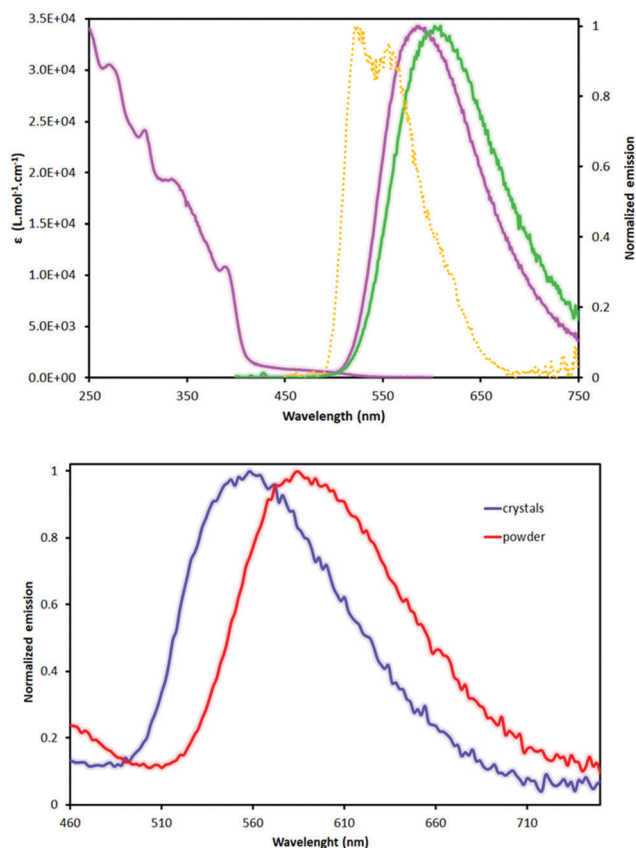 3.5E+04
3.0E+04
2.5E+04
2.0E+04
1.5E+04
1.0E+04
5.0E+03
0.0E+00
ε (L.mol-1.cm-1)
250
350
450
550
650
750
Wavelength (nm)
1
0.8
0.6
0.4
0.2
0
Normalized emission
1
0.8
0.6
0.4
0.2
0
Normalized emission
crystals
powder
460
510
560
610
660
710
Wavelenght (nm)